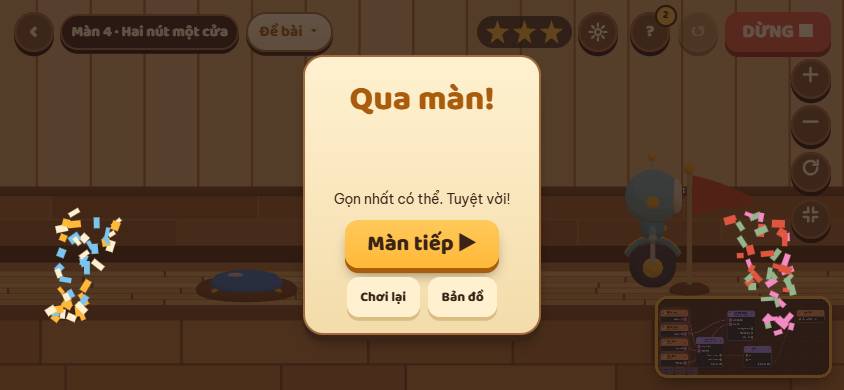 Màn 4 · Hai nút một cửa
Đề bài
2
?
DỪNG
Qua màn!
Gọn nhất có thể. Tuyệt vời!
Màn tiếp
Chơi lại
Bản đồ